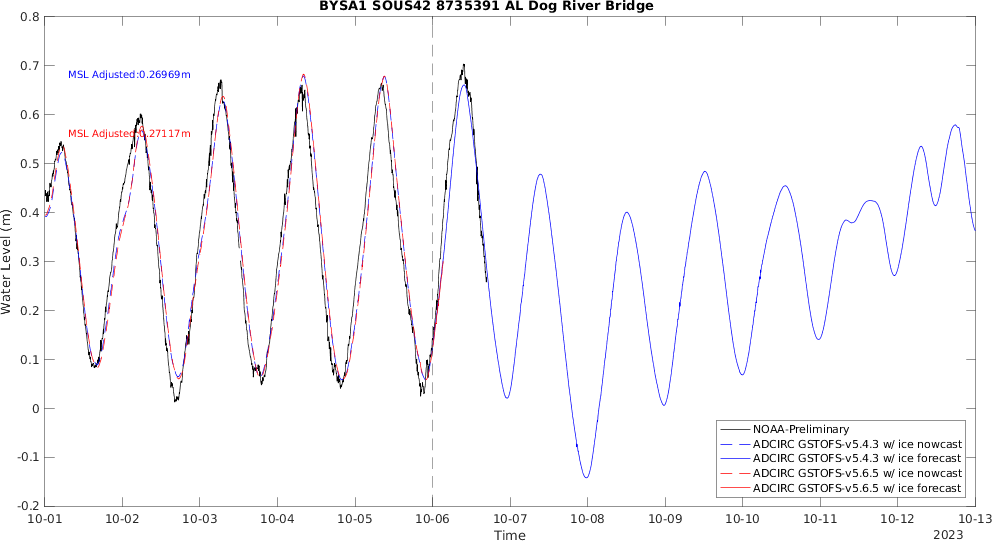 BYSA1 SOUS42 8735391 AL Dog River Bridge
0.8
0.7
0.6
0.5
0.4
0.3
0.2
0.1
0
-0.1
-0.2
Water Level (m)
MSL Adjusted:0.26969m
MSL Adjusted:0.27117m
NOAA-Preliminary
ADCIRC GSTOFS-v5.4.3 w/ ice nowcast
ADCIRC GSTOFS-v5.4.3 w/ ice forecast
ADCIRC GSTOFS-v5.6.5 w/ ice nowcast
ADCIRC GSTOFS-v5.6.5 w/ ice forecast
10-01 10-02 10-03 10-04 10-05 10-06 10-07 10-08 10-09 10-10 10-11 10-12 10-13
Time
2023